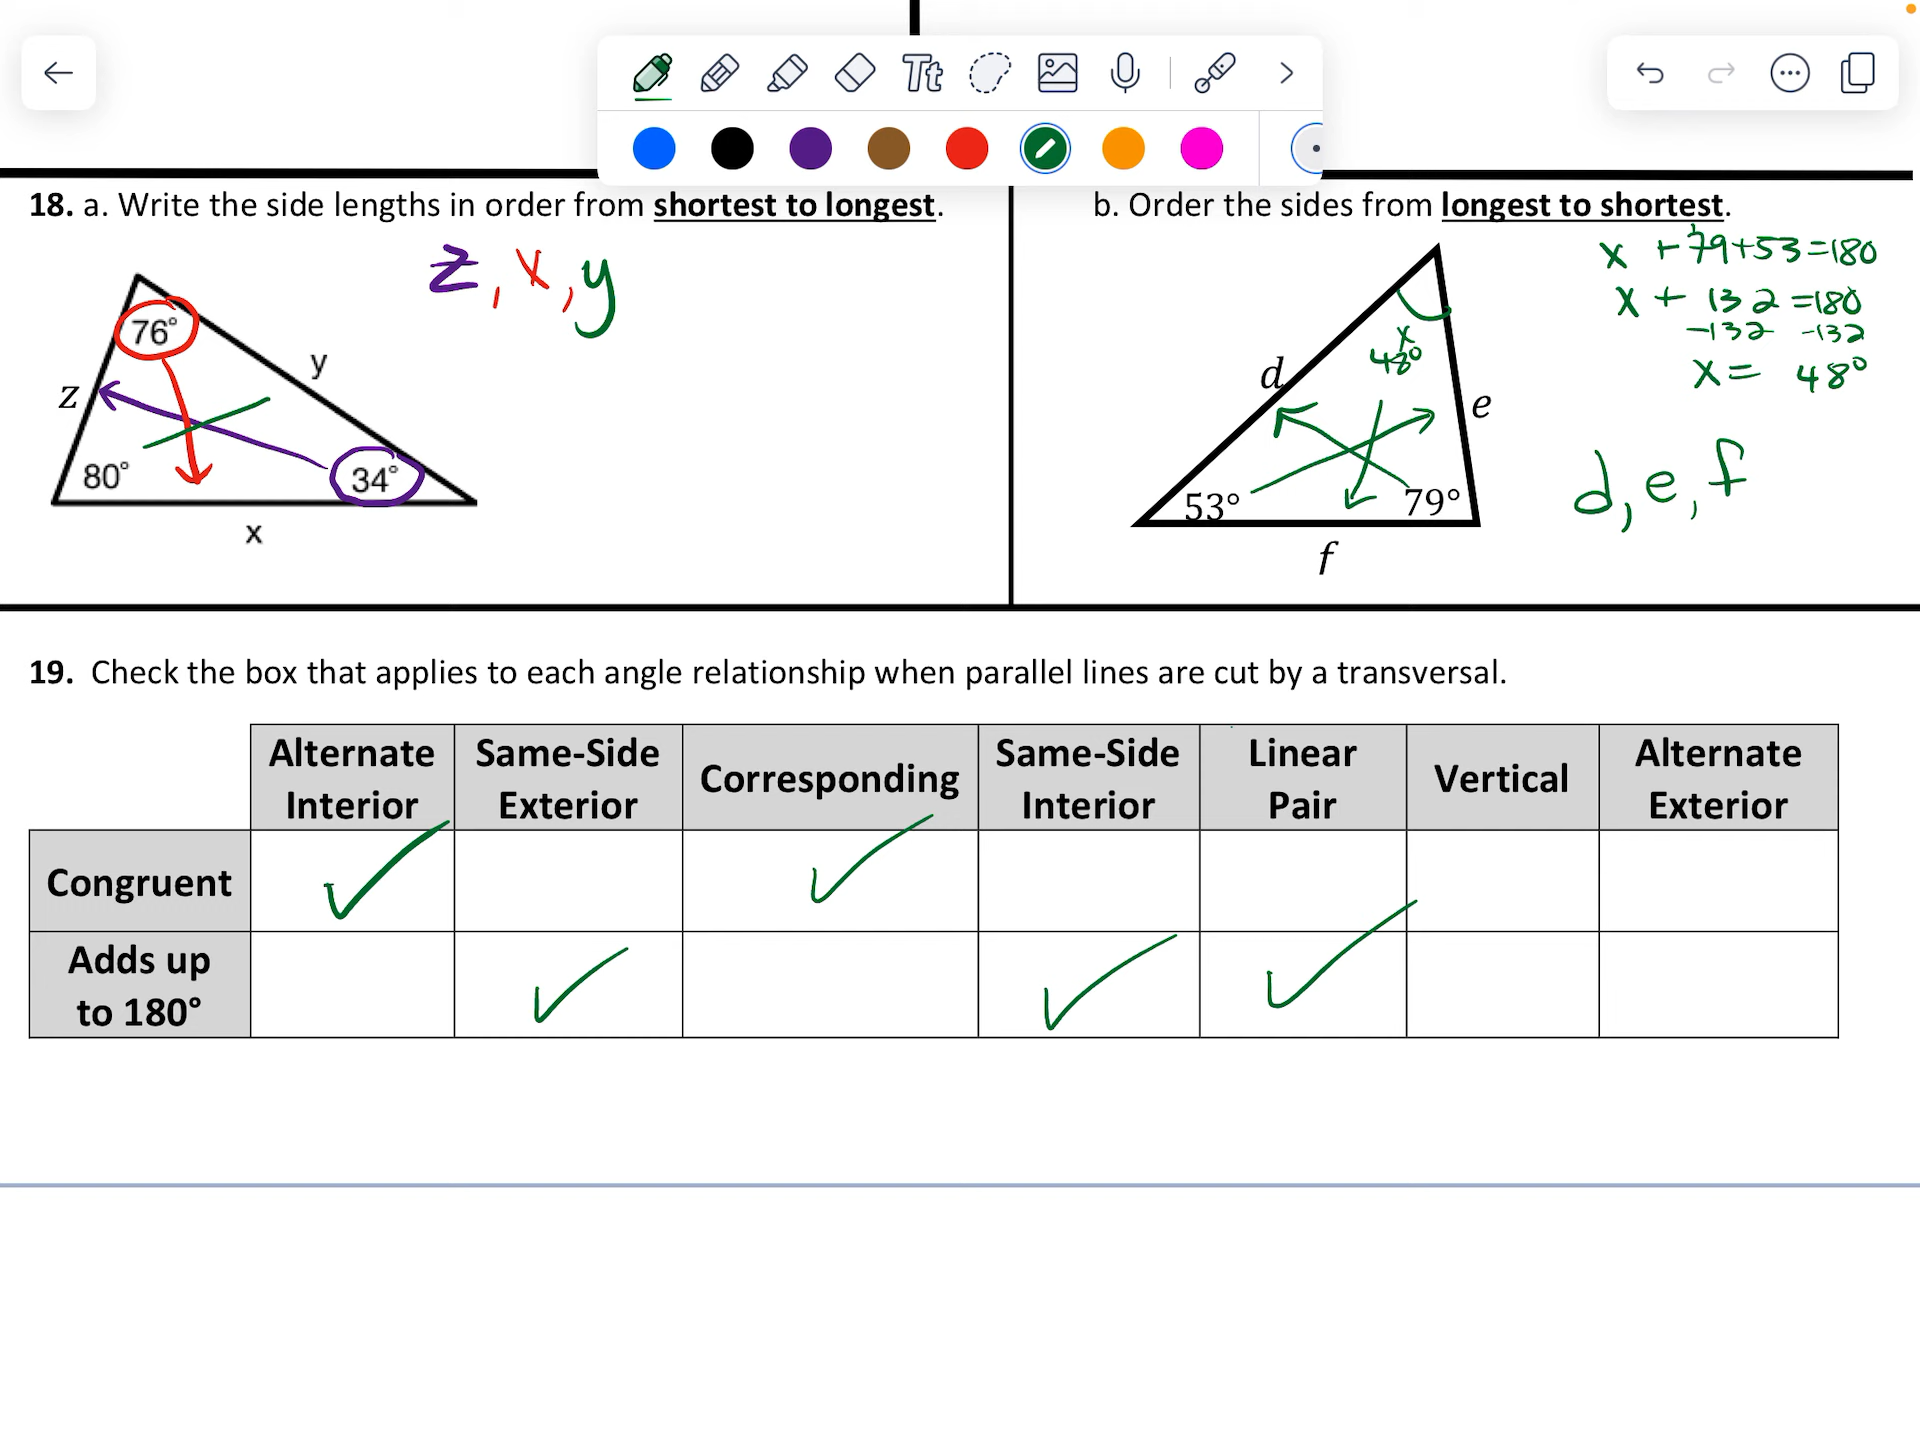 Tt
18. a. Write the side lengths in order from shortest to longest.
z, x, y
76°
y
z
80°
34°
x
b. Order the sides from longest to shortest.
x + 79+53=180
x + 132 =180
-132 -132
x = 48°
x
48°
d
e
53°
79°
f
d, e, f
19. Check the box that applies to each angle relationship when parallel lines are cut by a transversal.
Alternate Interior
Same-Side Exterior
Corresponding
Same-Side Interior
Linear Pair
Vertical
Alternate Exterior
Congruent
Adds up to 180°